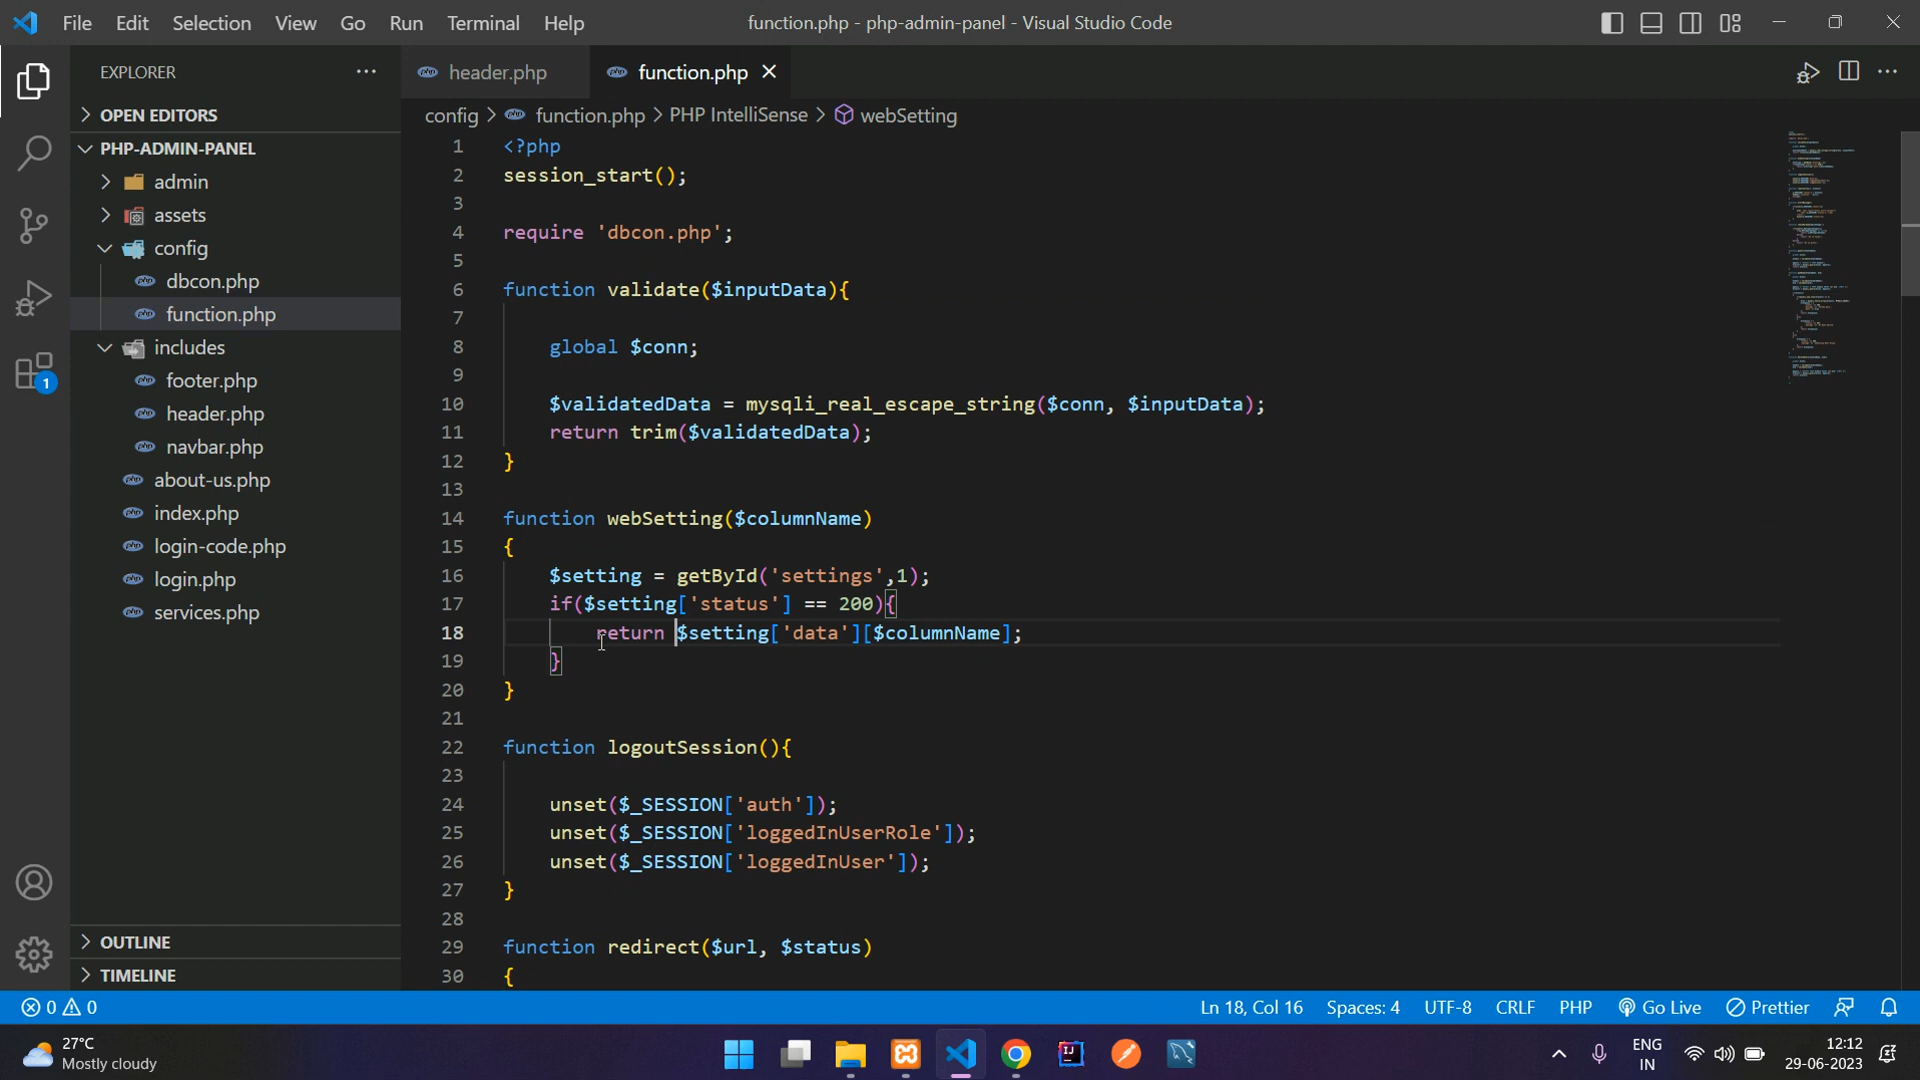 File Edit Selection View Go Run Terminal Help
function.php - php-admin-panel - Visual Studio Code
EXPLORER
OPEN EDITORS
PHP-ADMIN-PANEL
admin
assets
config
dbcon.php
function.php
includes
footer.php
header.php
navbar.php
about-us.php
index.php
login-code.php
login.php
services.php
OUTLINE
TIMELINE
1
header.php function.php
config > function.php > PHP IntelliSense > webSetting
1 <?php
2 session_start();
3
4 require 'dbcon.php';
5
6 function validate($inputData){
7
8 global $conn;
9
10 $validatedData = mysqli_real_escape_string($conn, $inputData);
11 return trim($validatedData);
12 }
13
14 function webSetting($columnName)
15 {
16 $setting = getById('settings',1);
17 if($setting['status'] == 200){
18 return $setting['data'][$columnName];
19 }
20 }
21
22 function logoutSession(){
23
24 unset($_SESSION['auth']);
25 unset($_SESSION['loggedInUserRole']);
26 unset($_SESSION['loggedInUser']);
27 }
28
29 function redirect($url, $status)
30 {
0 0 Ln 18, Col 16 Spaces: 4 UTF-8 CRLF PHP Go Live Prettier
27°C
Mostly cloudy
ENG
IN
12:12
29-06-2023